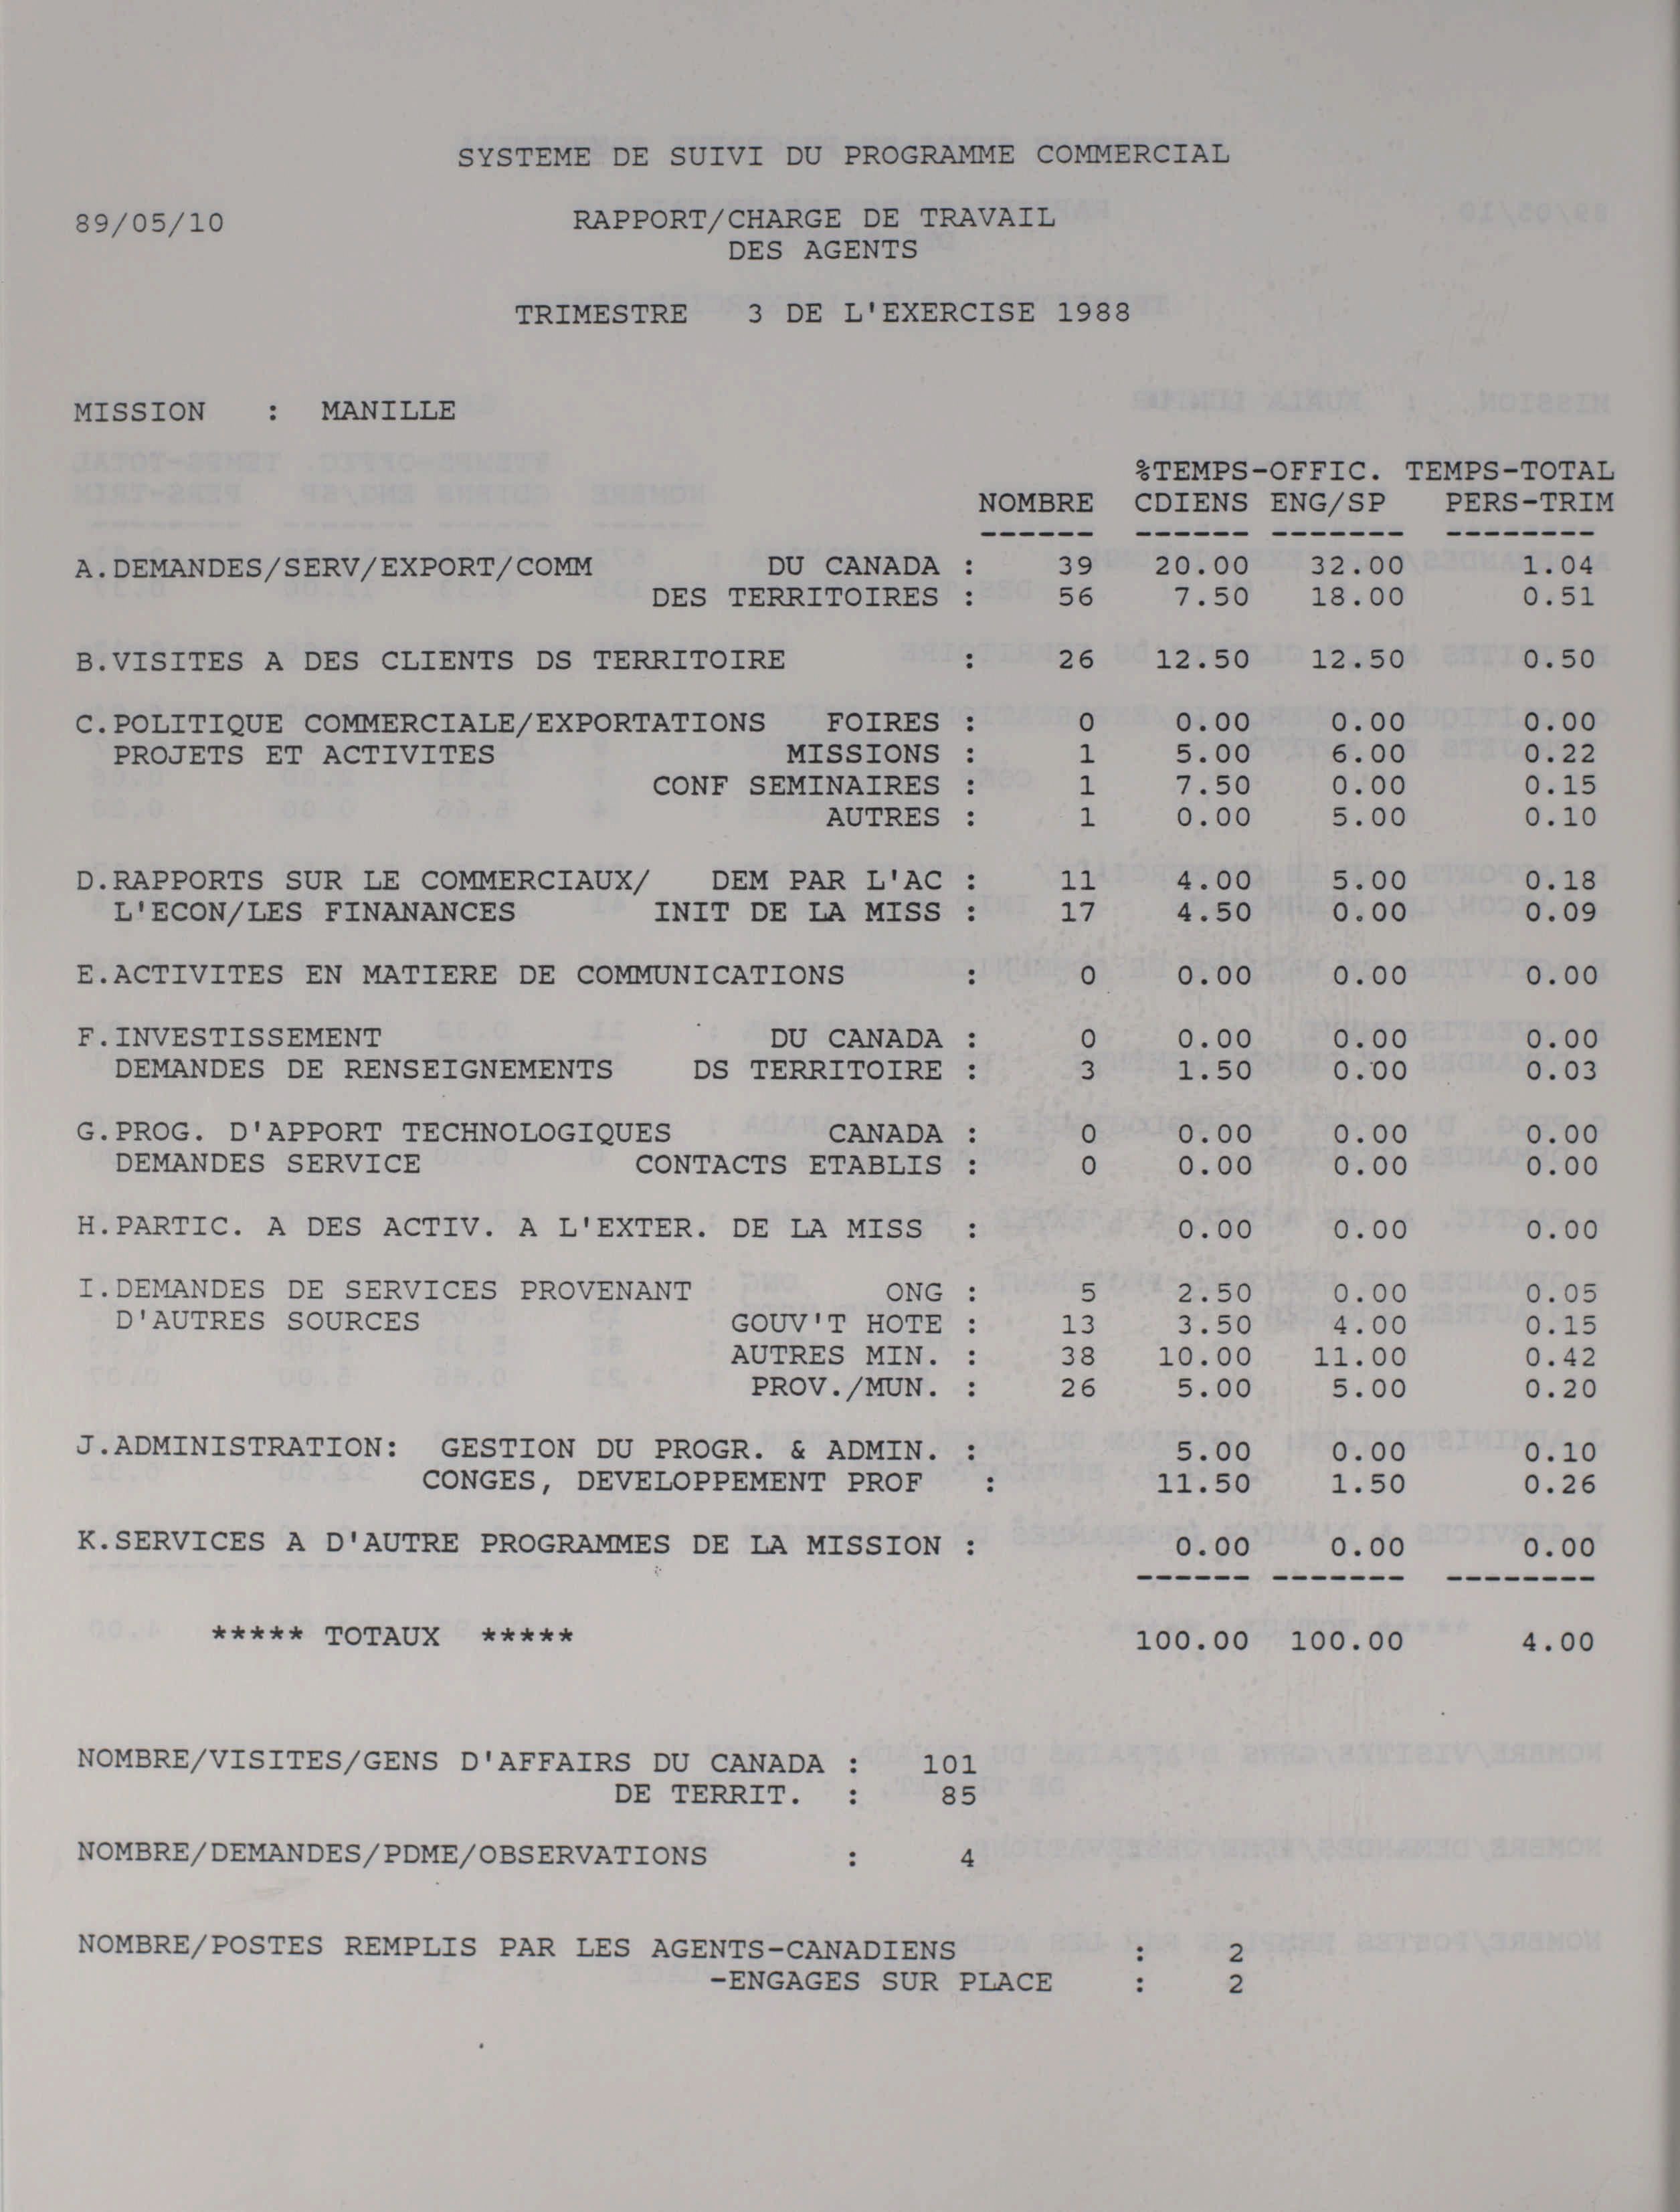 SYSTEME DE SUIVI DU PROGRAMME COMMERCIAL
89/05/10 RAPPORT/CHARGE DE TRAVAIL
DES AGENTS
TRIMESTRE 3 DE L'EXERCISE 1988
MISSION : MANILLE
%TEMPS-OFFIC. TEMPS-TOTAL
NOMBRE CDIENS ENG/SP PERS-TRIM
------ ------ ------- --------
A.DEMANDES/SERV/EXPORT/COMM DU CANADA : 39 20.00 32.00 1.04
DES TERRITOIRES : 56 7.50 18.00 0.51
B.VISITES A DES CLIENTS DS TERRITOIRE : 26 12.50 12.50 0.50
C.POLITIQUE COMMERCIALE/EXPORTATIONS FOIRES : 0 0.00 0.00 0.00
PROJETS ET ACTIVITES MISSIONS : 1 5.00 6.00 0.22
CONF SEMINAIRES : 1 7.50 0.00 0.15
AUTRES : 1 0.00 5.00 0.10
D.RAPPORTS SUR LE COMMERCIAUX/ DEM PAR L'AC : 11 4.00 5.00 0.18
L'ECON/LES FINANANCES INIT DE LA MISS : 17 4.50 0.00 0.09
E.ACTIVITES EN MATIERE DE COMMUNICATIONS : 0 0.00 0.00 0.00
F.INVESTISSEMENT DU CANADA : 0 0.00 0.00 0.00
DEMANDES DE RENSEIGNEMENTS DS TERRITOIRE : 3 1.50 0.00 0.03
G.PROG. D'APPORT TECHNOLOGIQUES CANADA : 0 0.00 0.00 0.00
DEMANDES SERVICE CONTACTS ETABLIS : 0 0.00 0.00 0.00
H.PARTIC. A DES ACTIV. A L'EXTER. DE LA MISS : 0.00 0.00 0.00
I.DEMANDES DE SERVICES PROVENANT ONG : 5 2.50 0.00 0.05
D'AUTRES SOURCES GOUV'T HOTE : 13 3.50 4.00 0.15
AUTRES MIN. : 38 10.00 11.00 0.42
PROV./MUN. : 26 5.00 5.00 0.20
J.ADMINISTRATION: GESTION DU PROGR. & ADMIN. : 5.00 0.00 0.10
CONGES, DEVELOPPEMENT PROF : 11.50 1.50 0.26
K.SERVICES A D'AUTRE PROGRAMMES DE LA MISSION : 0.00 0.00 0.00
------ ------- --------
***** TOTAUX ***** 100.00 100.00 4.00
NOMBRE/VISITES/GENS D'AFFAIRS DU CANADA : 101
DE TERRIT. : 85
NOMBRE/DEMANDES/PDME/OBSERVATIONS : 4
NOMBRE/POSTES REMPLIS PAR LES AGENTS-CANADIENS : 2
-ENGAGES SUR PLACE : 2